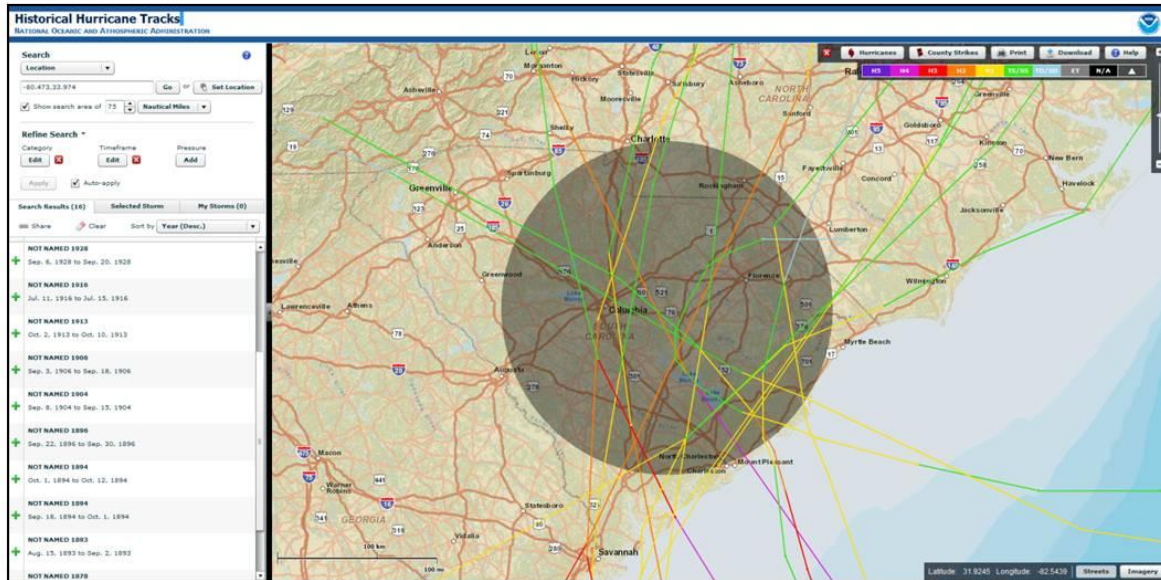 Historical Hurricane Tracks
NATIONAL OCEANIC AND ATHOSPHERIC ADMINISTRATION
Search
Location
-80.473,33.974 Go or Set Location
Show search area of 75 Nautical Miles
Refine Search
Category Timeframe Pressure
Edit Edit Add
Apply Auto-apply
Search Results (16) Selected Storm My Storms (0)
Share Clear Sort by Year (Desc.)
NOT NAMED 1928
Sep. 6, 1928 to Sep. 20, 1928
NOT NAMED 1916
Jul. 11, 1916 to Jul. 15, 1916
NOT NAMED 1913
Oct. 2, 1913 to Oct. 10, 1913
NOT NAMED 1906
Sep. 3, 1906 to Sep. 18, 1906
NOT NAMED 1904
Sep. 8, 1904 to Sep. 15, 1904
NOT NAMED 1896
Sep. 22, 1896 to Sep. 30, 1896
NOT NAMED 1894
Oct. 1, 1894 to Oct. 12, 1894
NOT NAMED 1894
Sep. 18, 1894 to Oct. 1, 1894
NOT NAMED 1893
Aug. 15, 1893 to Sep. 2, 1893
NOT NAMED 1878
Hurricanes County Strikes Print Download Help
H5 H4 H3 H2 H1 TS/SS TD/SD ET N/A
Lenoir
Morganton
Hickory
Statesville
Salisbury
Asheboro
Asheville
Mooresville
NORTH
CAROLINA
Sanford
Greenville
Goldsboro
Kinston
Shelby
Charlotte
Fayetteville
New Bern
Spartanburg
Concord
Havelock
Greenville
Rockingham
Jacksonville
Anderson
Lumberton
Greenwood
Florence
Wilmington
Lawrenceville
Athens
Columbia
SOUTH
CAROLINA
Myrtle Beach
Augusta
Macon
North Charleston
Mount Pleasant
Charleston
Warner
Robins
Statesboro
GEORGIA
Vidalia
Savannah
100 km
100 mi
Latitude: 31.9245 Longitude: -82.5439 Streets Imagery